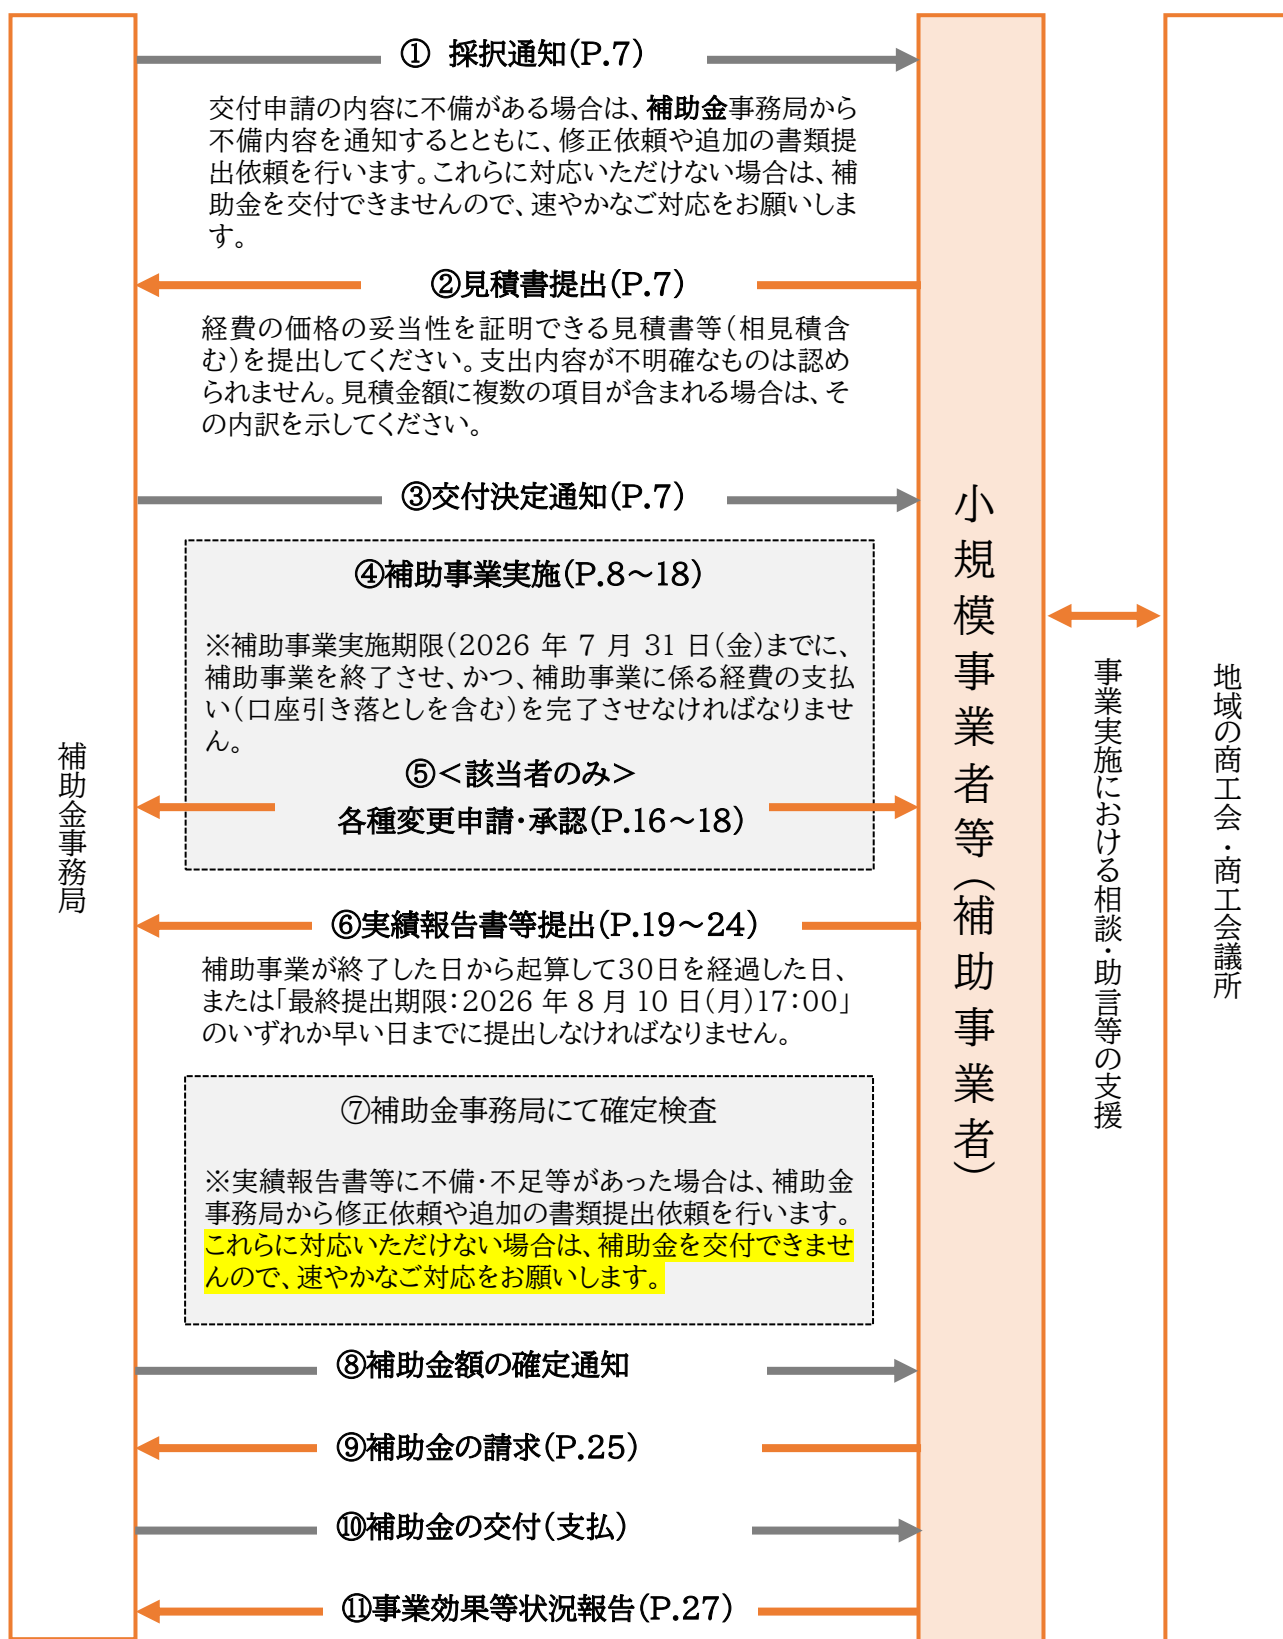 ① 採択通知(P.7)
交付申請の内容に不備がある場合は、補助金事務局から
不備内容を通知するとともに、修正依頼や追加の書類提
出依頼を行います。これらに対応いただけない場合は、補
助金を交付できませんので、速やかなご対応をお願いしま
す。
②見積書提出(P.7)
経費の価格の妥当性を証明できる見積書等(相見積含
む)を提出してください。支出内容が不明確なものは認め
られません。見積金額に複数の項目が含まれる場合は、そ
の内訳を示してください。
③交付決定通知(P.7)
④補助事業実施(P.8~18)
※補助事業実施期限(2026 年 7 月 31 日(金)までに、
補助事業を終了させ、かつ、補助事業に係る経費の支払
い(口座引き落としを含む)を完了させなければなりませ
ん。
⑤<該当者のみ>
各種変更申請・承認(P.16~18)
⑥実績報告書等提出(P.19~24)
補助事業が終了した日から起算して30日を経過した日、
または「最終提出期限:2026 年 8 月 10 日(月)17:00」
のいずれか早い日までに提出しなければなりません。
⑦補助金事務局にて確定検査
※実績報告書等に不備・不足等があった場合は、補助金
事務局から修正依頼や追加の書類提出依頼を行います。
これらに対応いただけない場合は、補助金を交付できませ
んので、速やかなご対応をお願いします。
⑧補助金額の確定通知
⑨補助金の請求(P.25)
⑩補助金の交付(支払)
⑪事業効果等状況報告(P.27)
補助金事務局
小規模事業者等(補助事業者)
事業実施における相談・助言等の支援
地域の商工会・商工会議所